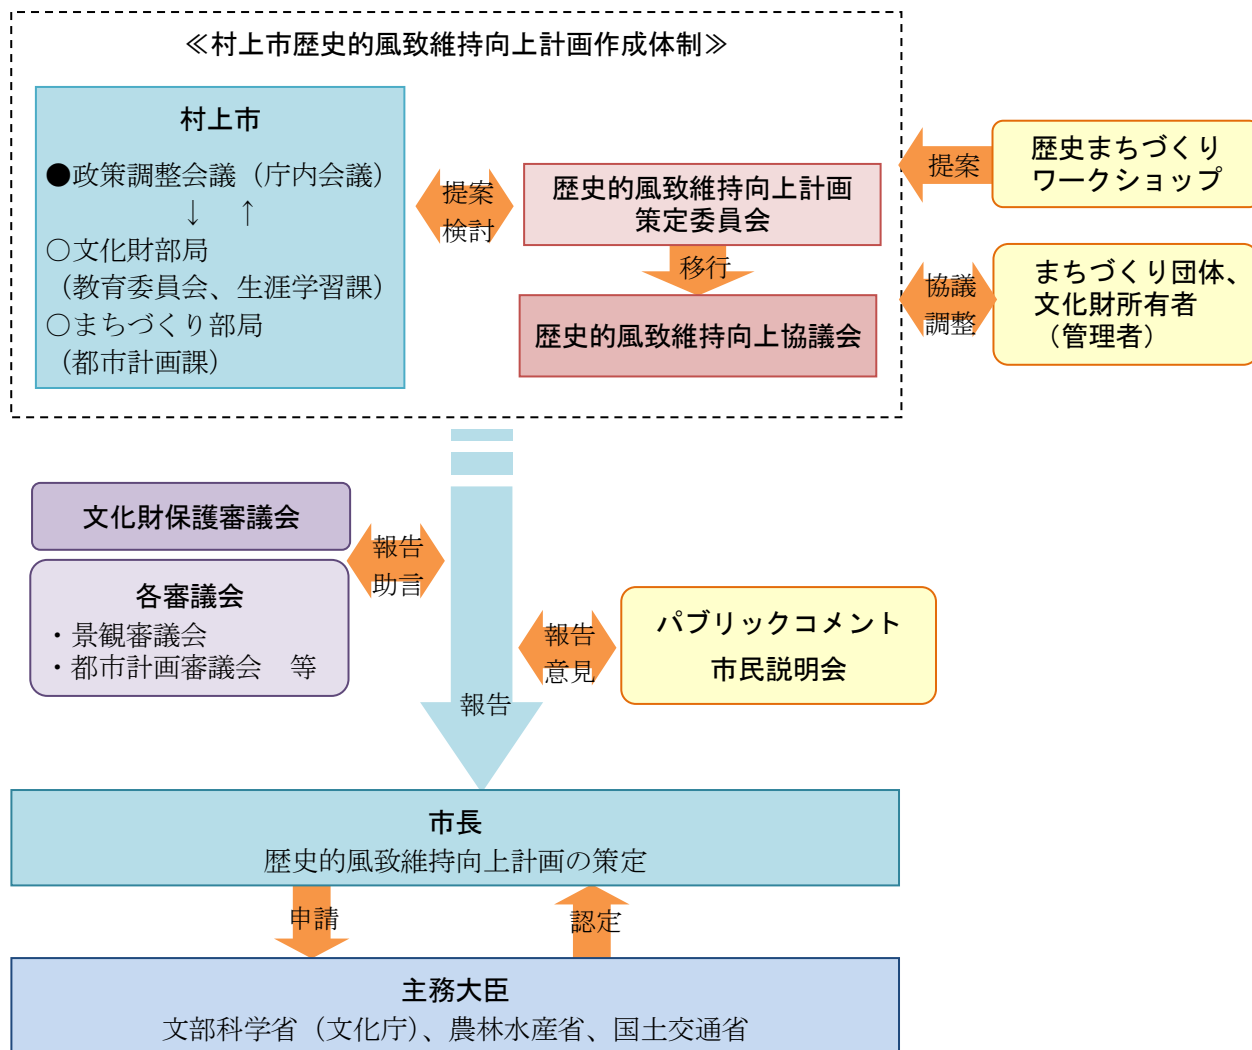 ≪村上市歴史的風致維持向上計画作成体制≫
村上市
●政策調整会議（庁内会議）
↓ ↑
○文化財部局
（教育委員会、生涯学習課）
○まちづくり部局
（都市計画課）
提案
検討
歴史的風致維持向上計画
策定委員会
移行
歴史的風致維持向上協議会
提案
歴史まちづくり
ワークショップ
協議
調整
まちづくり団体、
文化財所有者
（管理者）
文化財保護審議会
各審議会
・景観審議会
・都市計画審議会　等
報告
助言
報告
報告
意見
パブリックコメント
市民説明会
市長
歴史的風致維持向上計画の策定
申請
認定
主務大臣
文部科学省（文化庁）、農林水産省、国土交通省